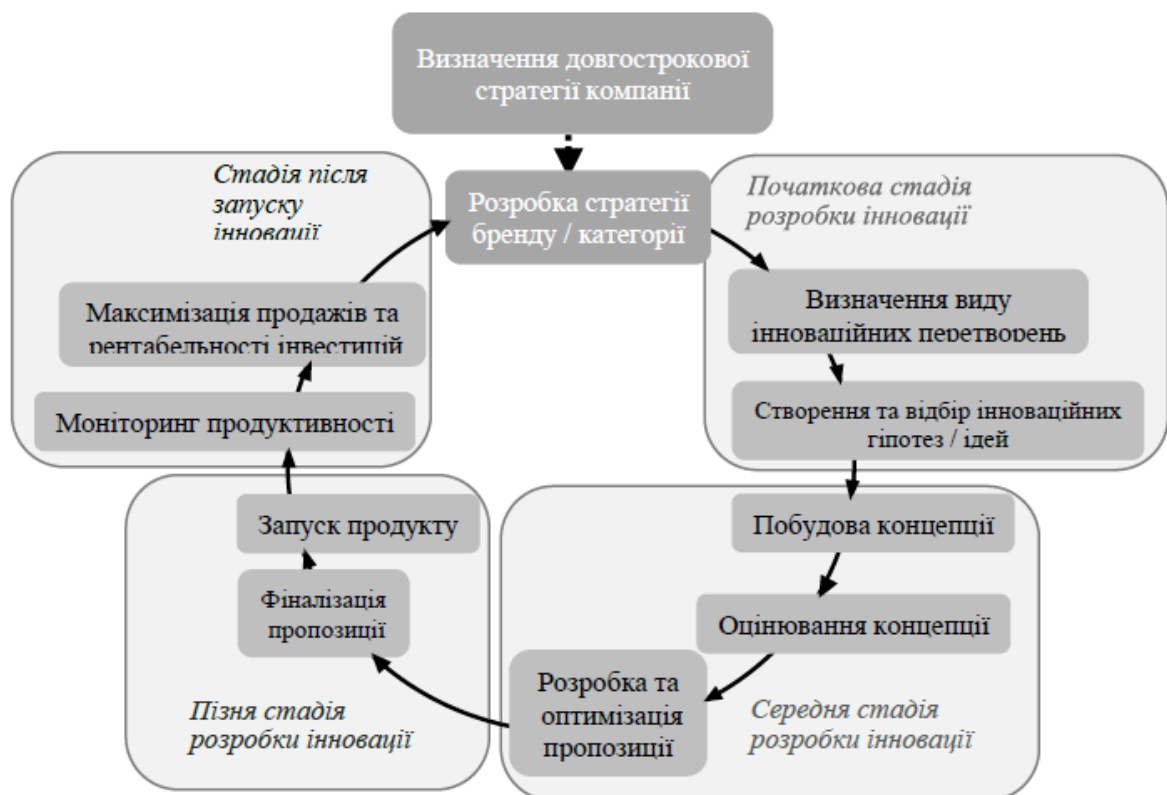 Визначення довгострокової
стратегії компанії
Стадія після
запуску
інновації
Розробка стратегії
бренду / категорії
Початкова стадія
розробки інновації
Максимізація продажів та
рентабельності інвестицій
Визначення виду
інноваційних перетворень
Моніторинг продуктивності
Створення та відбір інноваційних
гіпотез / ідей
Запуск продукту
Побудова концепції
Фіналізація
пропозиції
Оцінювання концепції
Розробка та
оптимізація
пропозиції
Пізня стадія
розробки інновації
Середня стадія
розробки інновації